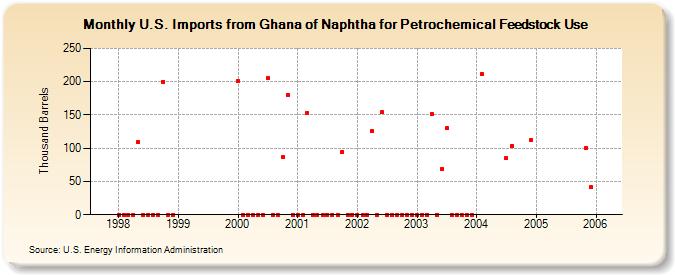 Monthly U.S. Imports from Ghana of Naphtha for Petrochemical Feedstock Use
Thousand Barrels
250
200
150
100
50
0
1998 1999 2000 2001 2002 2003 2004 2005 2006
Source: U.S. Energy Information Administration